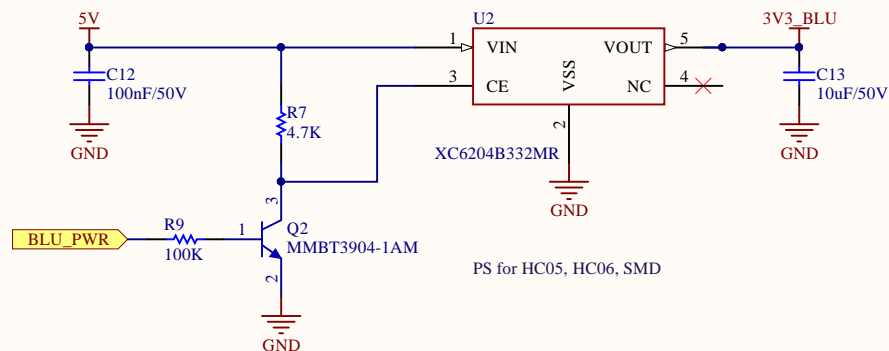 5V
U2
3V3_BLU
1
VIN
VOUT
5
C12
100nF/50V
3
CE
VSS
NC
4
C13
10uF/50V
R7
4.7K
2
GND
GND
XC6204B332MR
GND
3
R9
BLU_PWR
1
Q2
100K
MMBT3904-1AM
2
PS for HC05, HC06, SMD
GND